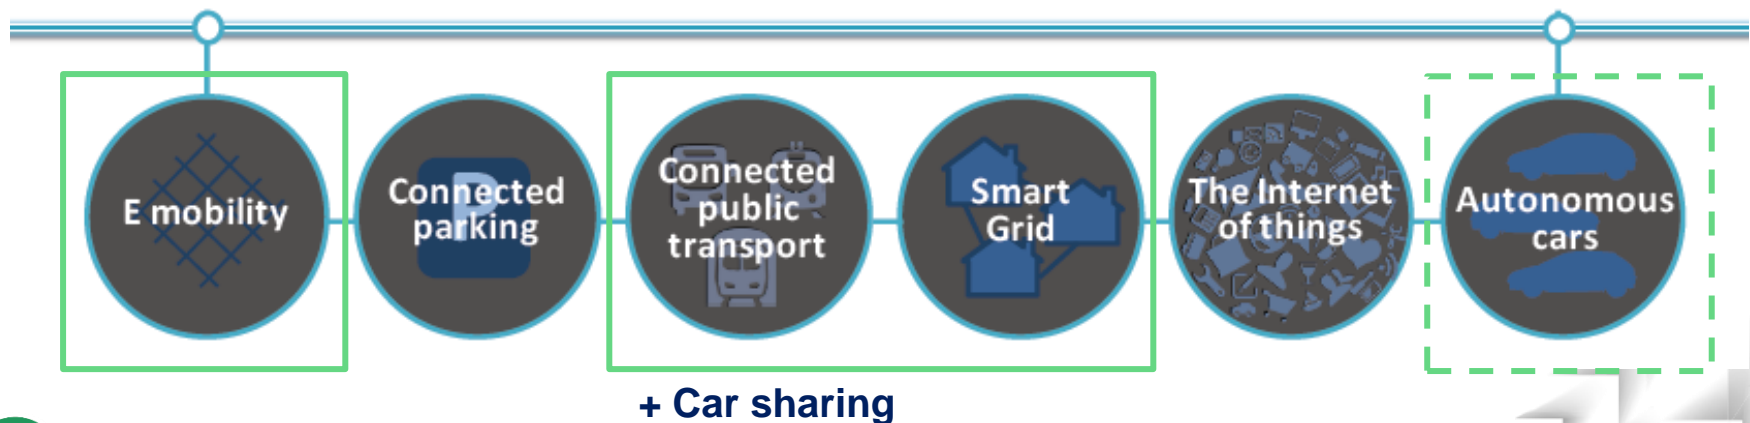 E mobility
Connected
parking
P
Connected
public
transport
Smart
Grid
The Internet
of things
Autonomous
cars
+ Car sharing